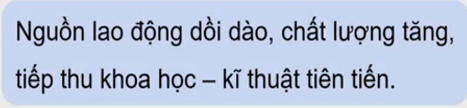 Nguồn lao động dồi dào, chất lượng tăng,
tiếp thu khoa học – kĩ thuật tiên tiến.